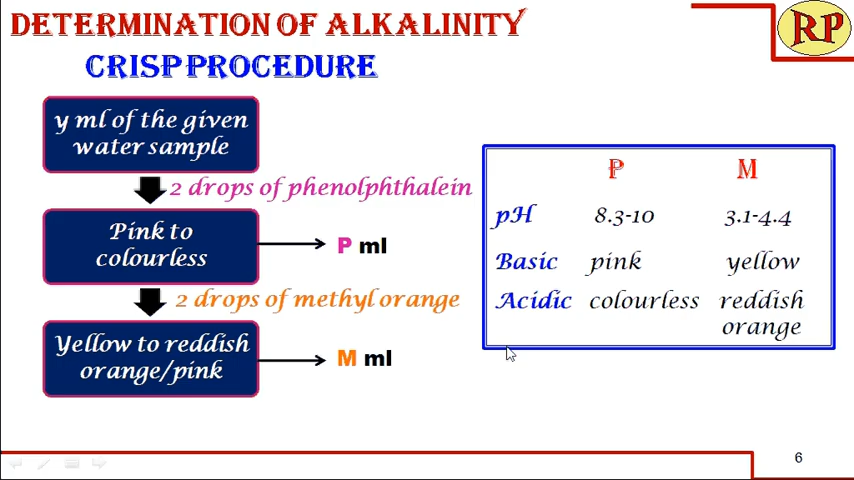 DETERMINATION OF ALKALINITY
CRISP PROCEDURE
RP
y ml of the given
water sample
2 drops of phenolphthalein
Pink to
colourless
P ml
2 drops of methyl orange
Yellow to reddish
orange/pink
M ml
P M
pH 8.3-10 3.1-4.4
Basic pink yellow
Acidic colourless reddish
orange
6